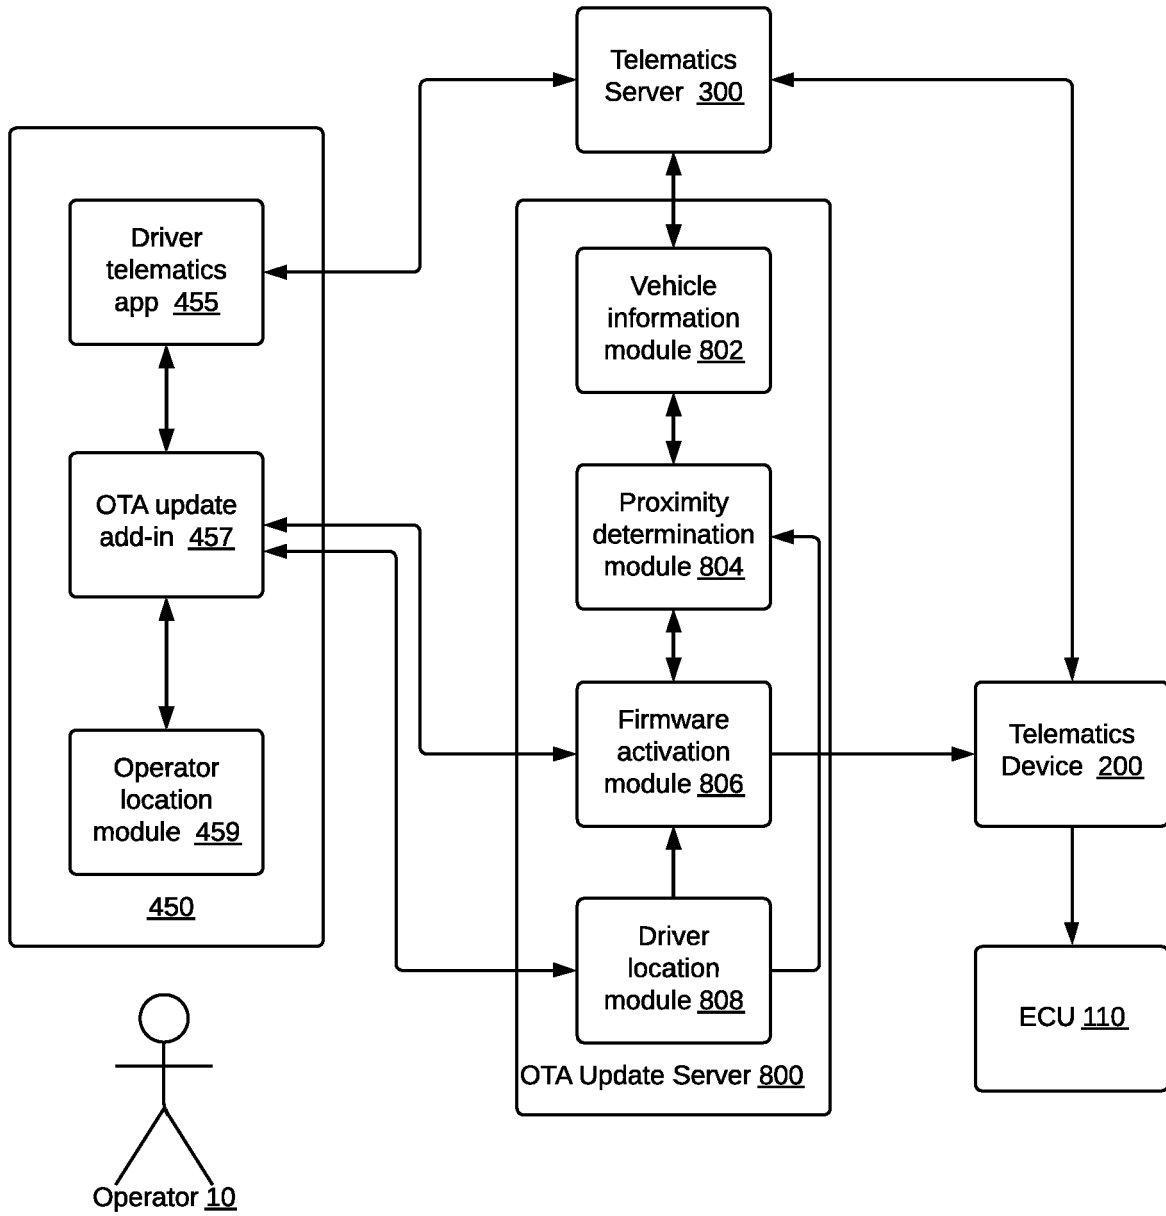 Telematics
Server 300
Driver
telematics
app 455
Vehicle
information
module 802
OTA update
add-in 457
Proximity
determination
module 804
Operator
location
module 459
Firmware
activation
module 806
Telematics
Device 200
450
Driver
location
module 808
ECU 110
OTA Update Server 800
Operator 10